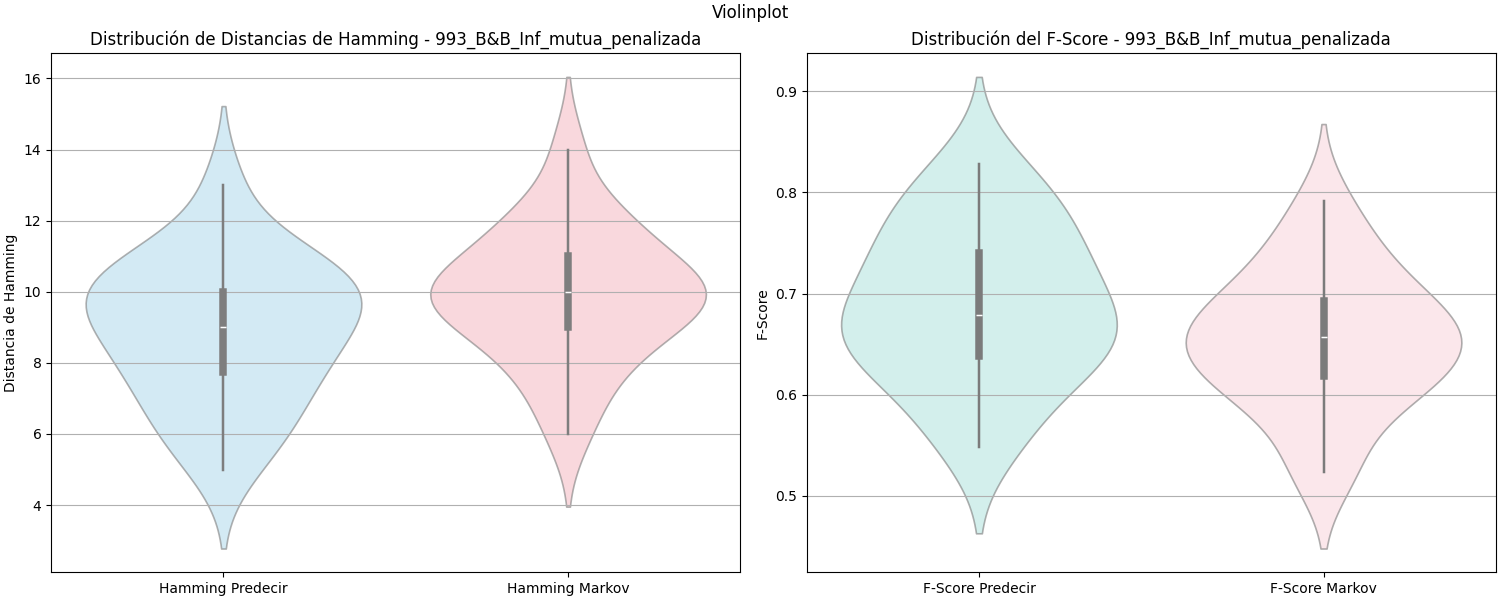 Violinplot
Distribución de Distancias de Hamming - 993_B&B_Inf_mutua_penalizada
16
14
12
10
8
6
4
Distancia de Hamming
Hamming Predecir
Hamming Markov
Distribución del F-Score - 993_B&B_Inf_mutua_penalizada
0.9
0.8
0.7
0.6
0.5
F-Score
F-Score Predecir
F-Score Markov